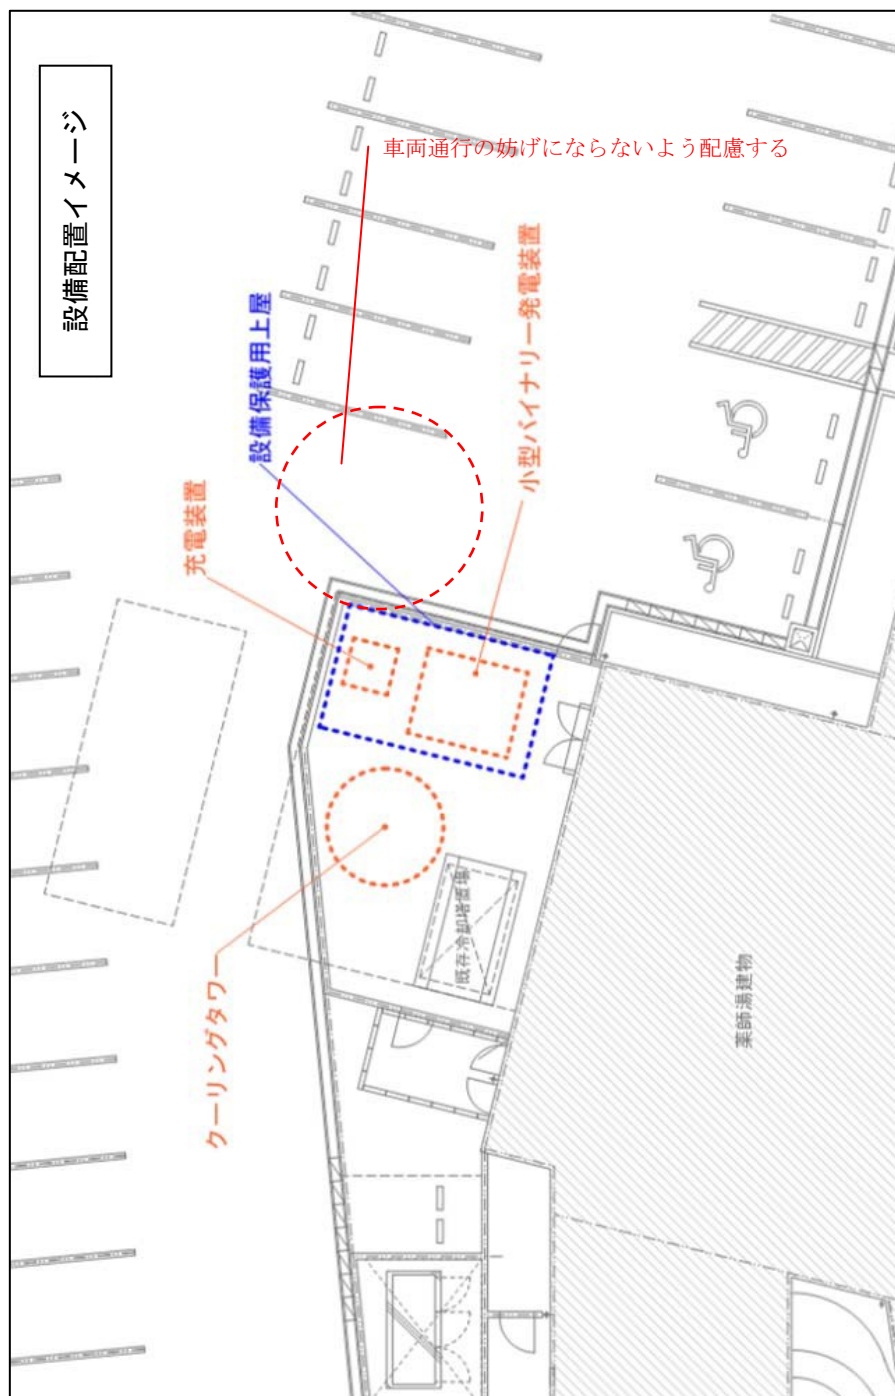 設備配置イメージ
車両通行の妨げにならないよう配慮する
小型バイナリー発電装置
設備保護用上屋
充電装置
クーリングタワー
既存冷却塔置場
薬師湯建物